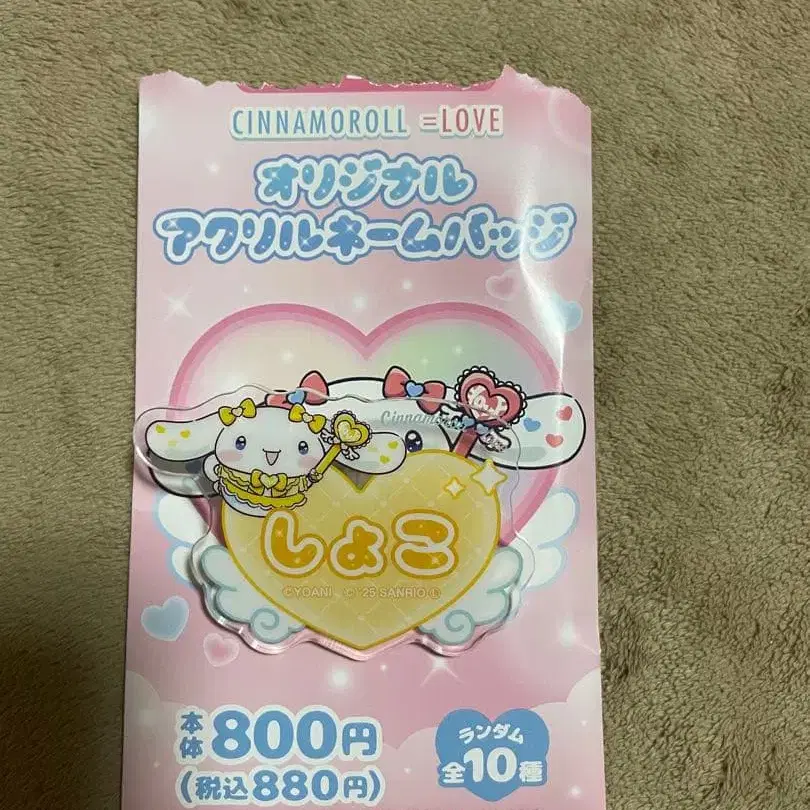 CINNAMOROLL =LOVE
オリジナル
アクリルネームバッジ
Cinnamoro
しょこ
©YOANI © '25 SANRIO Ⓛ
本体800円
(税込880円)
ランダム
全10種